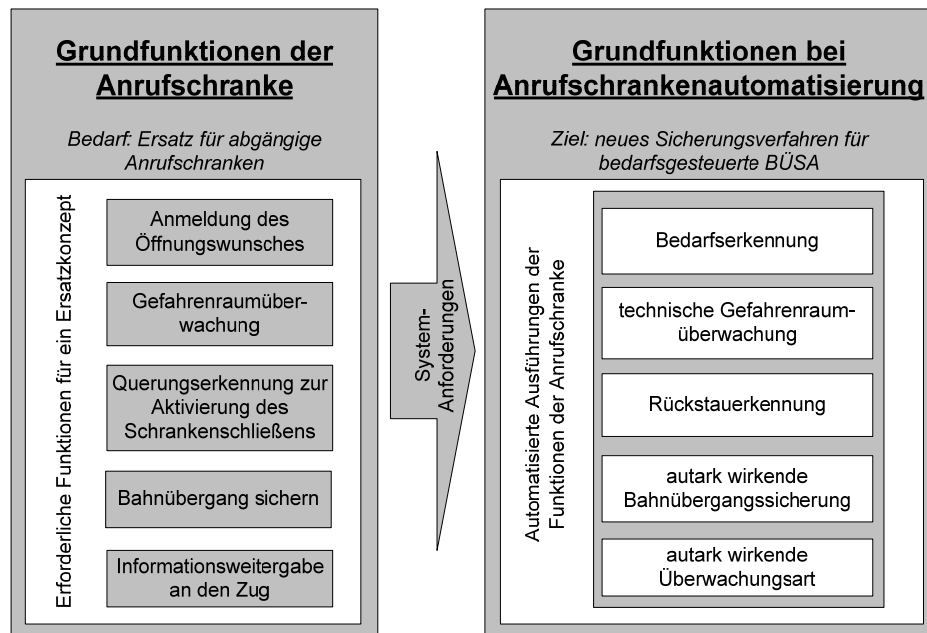 Grundfunktionen der
Anrufschranke
Bedarf: Ersatz für abgängige
Anrufschranken
Erforderliche Funktionen für ein Ersatzkonzept
Anmeldung des
Öffnungswunsches
Gefahrenraumüber-
wachung
Querungserkennung zur
Aktivierung des
Schrankenschließens
Bahnübergang sichern
Informationsweitergabe
an den Zug
System-
Anforderungen
Grundfunktionen bei
Anrufschrankenautomatisierung
Ziel: neues Sicherungsverfahren für
bedarfsgesteuerte BÜSA
Automatisierte Ausführungen der
Funktionen der Anrufschranke
Bedarfserkennung
technische Gefahrenraum-
überwachung
Rückstauerkennung
autark wirkende
Bahnübergangssicherung
autark wirkende
Überwachungsart